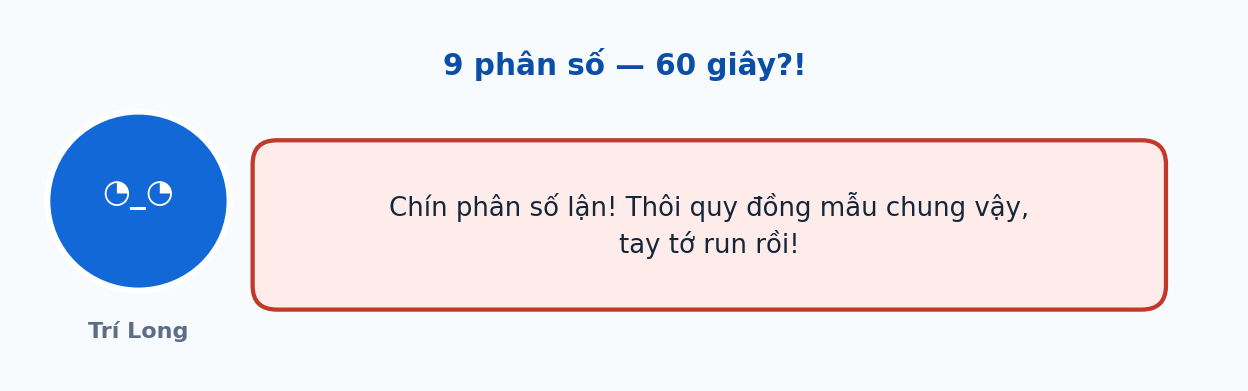 9 phân số — 60 giây?!
Chín phân số lận! Thôi quy đồng mẫu chung vậy,
tay tớ run rồi!
◔_◔
Trí Long